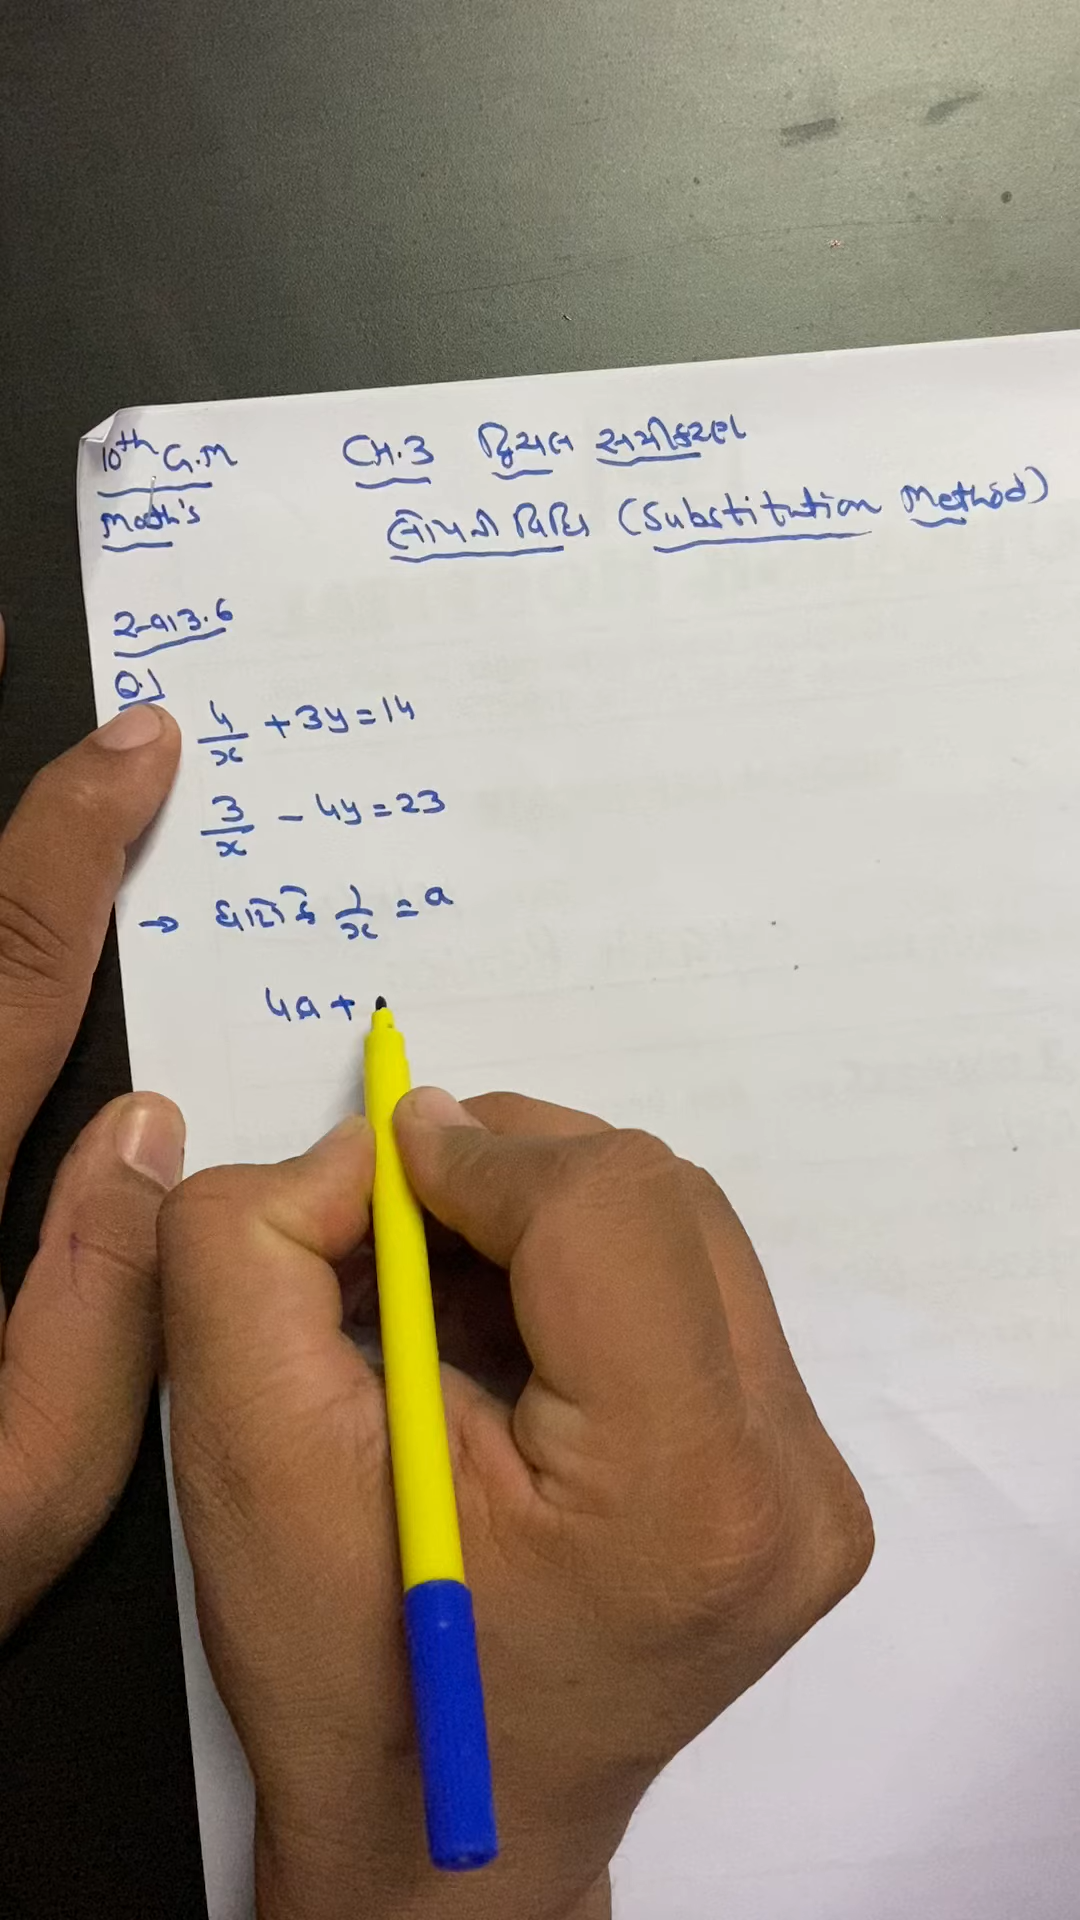 10th G.M
CH.3 દ્વિચલ સમીકરણ
Math's
લોપની વિધિ (Substitution Method)
સ્વા3.6
Q.1
4/x + 3y = 14
3/x - 4y = 23
→ ધારોકે 1/x = a
4a +